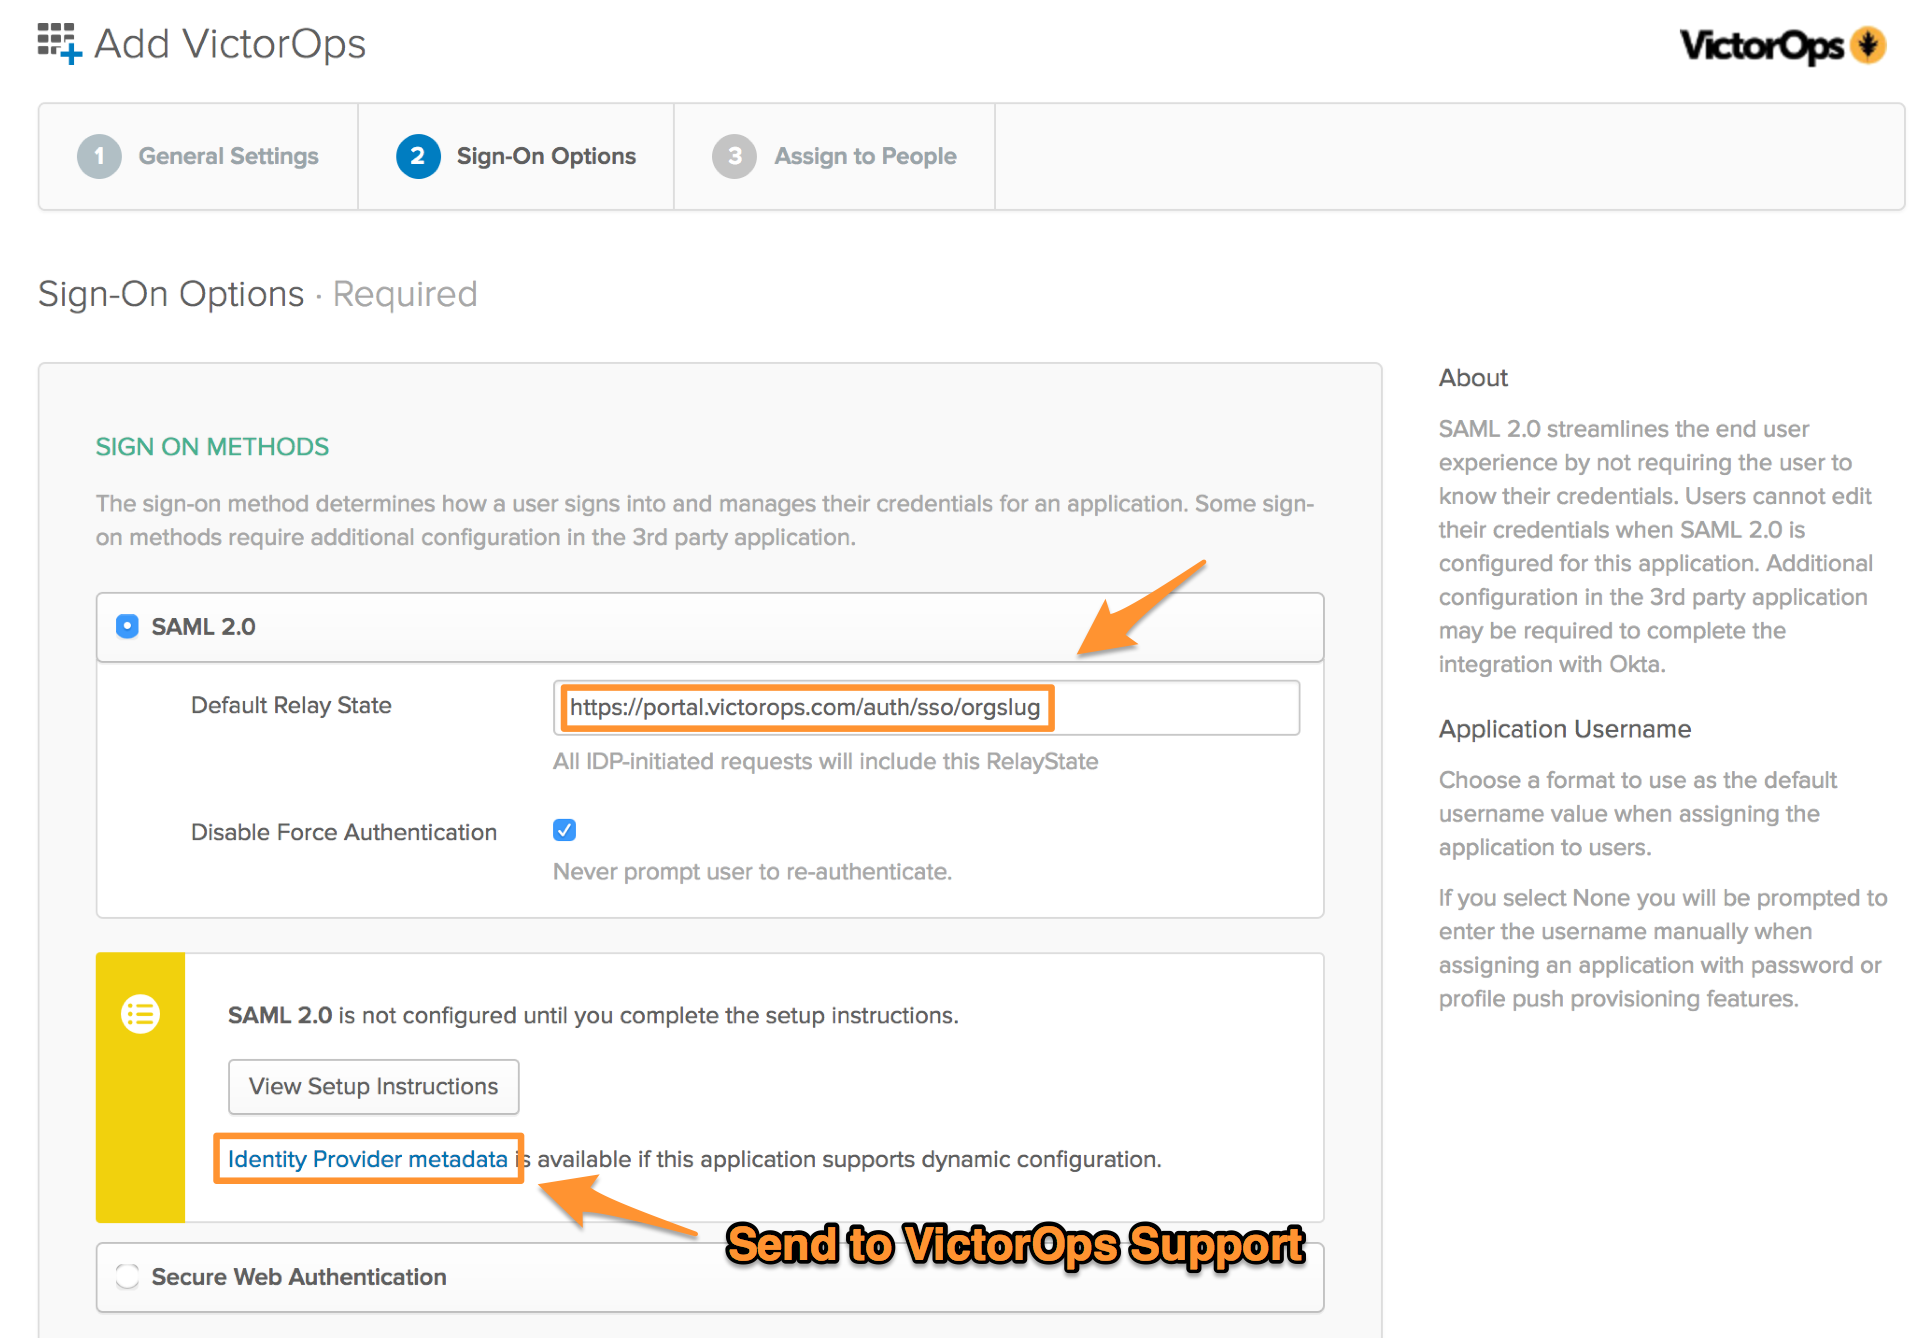 Add VictorOps
VictorOps
1 General Settings
2 Sign-On Options
3 Assign to People
Sign-On Options · Required
SIGN ON METHODS
The sign-on method determines how a user signs into and manages their credentials for an application. Some sign-
on methods require additional configuration in the 3rd party application.
SAML 2.0
Default Relay State
https://portal.victorops.com/auth/sso/orgslug
All IDP-initiated requests will include this RelayState
Disable Force Authentication
Never prompt user to re-authenticate.
SAML 2.0 is not configured until you complete the setup instructions.
View Setup Instructions
Identity Provider metadata is available if this application supports dynamic configuration.
Send to VictorOps Support
Secure Web Authentication
About
SAML 2.0 streamlines the end user
experience by not requiring the user to
know their credentials. Users cannot edit
their credentials when SAML 2.0 is
configured for this application. Additional
configuration in the 3rd party application
may be required to complete the
integration with Okta.
Application Username
Choose a format to use as the default
username value when assigning the
application to users.
If you select None you will be prompted to
enter the username manually when
assigning an application with password or
profile push provisioning features.